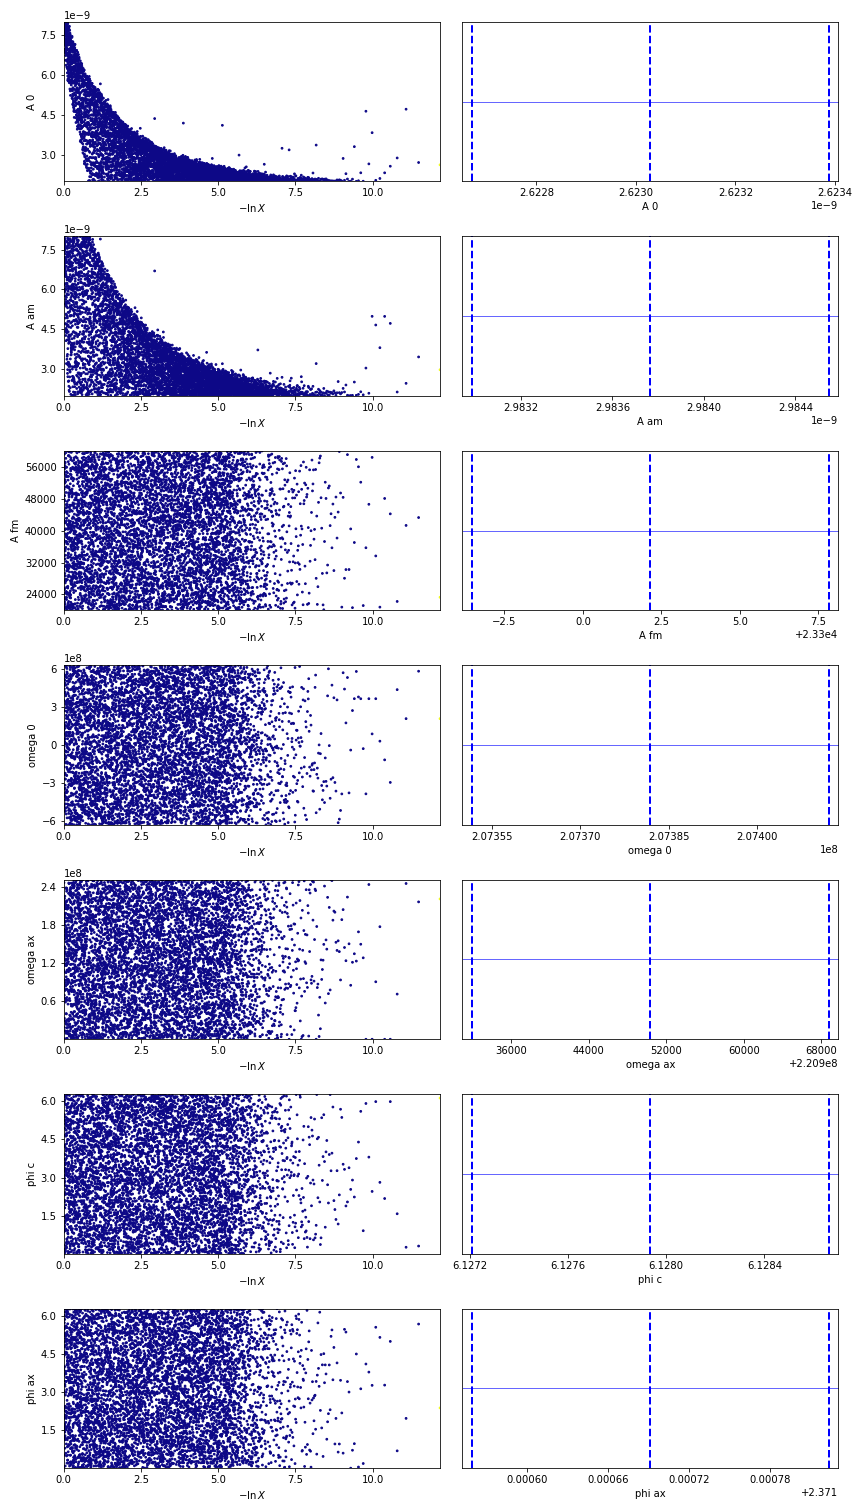 1e−9
7.5
6.0
4.5
3.0
A 0
0.0 2.5 5.0 7.5 10.0
−ln X
2.6228 2.6230 2.6232 2.6234
A 0 1e−9
1e−9
7.5
6.0
4.5
3.0
A am
0.0 2.5 5.0 7.5 10.0
−ln X
2.9832 2.9836 2.9840 2.9844
A am 1e−9
56000
48000
40000
32000
24000
A fm
0.0 2.5 5.0 7.5 10.0
−ln X
−2.5 0.0 2.5 5.0 7.5
A fm +2.33e4
1e8
6
3
0
−3
−6
omega 0
0.0 2.5 5.0 7.5 10.0
−ln X
2.07355 2.07370 2.07385 2.07400
omega 0 1e8
1e8
2.4
1.8
1.2
0.6
omega ax
0.0 2.5 5.0 7.5 10.0
−ln X
36000 44000 52000 60000 68000
omega ax +2.209e8
6.0
4.5
3.0
1.5
phi c
0.0 2.5 5.0 7.5 10.0
−ln X
6.1272 6.1276 6.1280 6.1284
phi c
6.0
4.5
3.0
1.5
phi ax
0.0 2.5 5.0 7.5 10.0
−ln X
0.00060 0.00066 0.00072 0.00078
phi ax +2.371